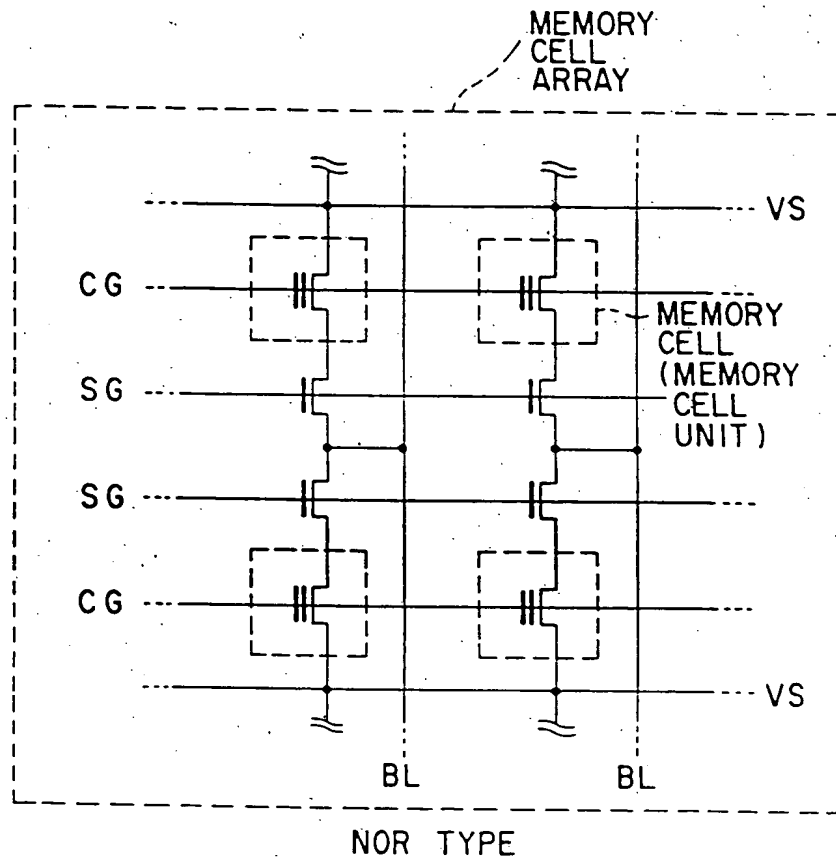 MEMORY
CELL
ARRAY
VS
CG
MEMORY
CELL
(MEMORY
CELL
UNIT)
SG
SG
CG
VS
BL
BL
NOR TYPE